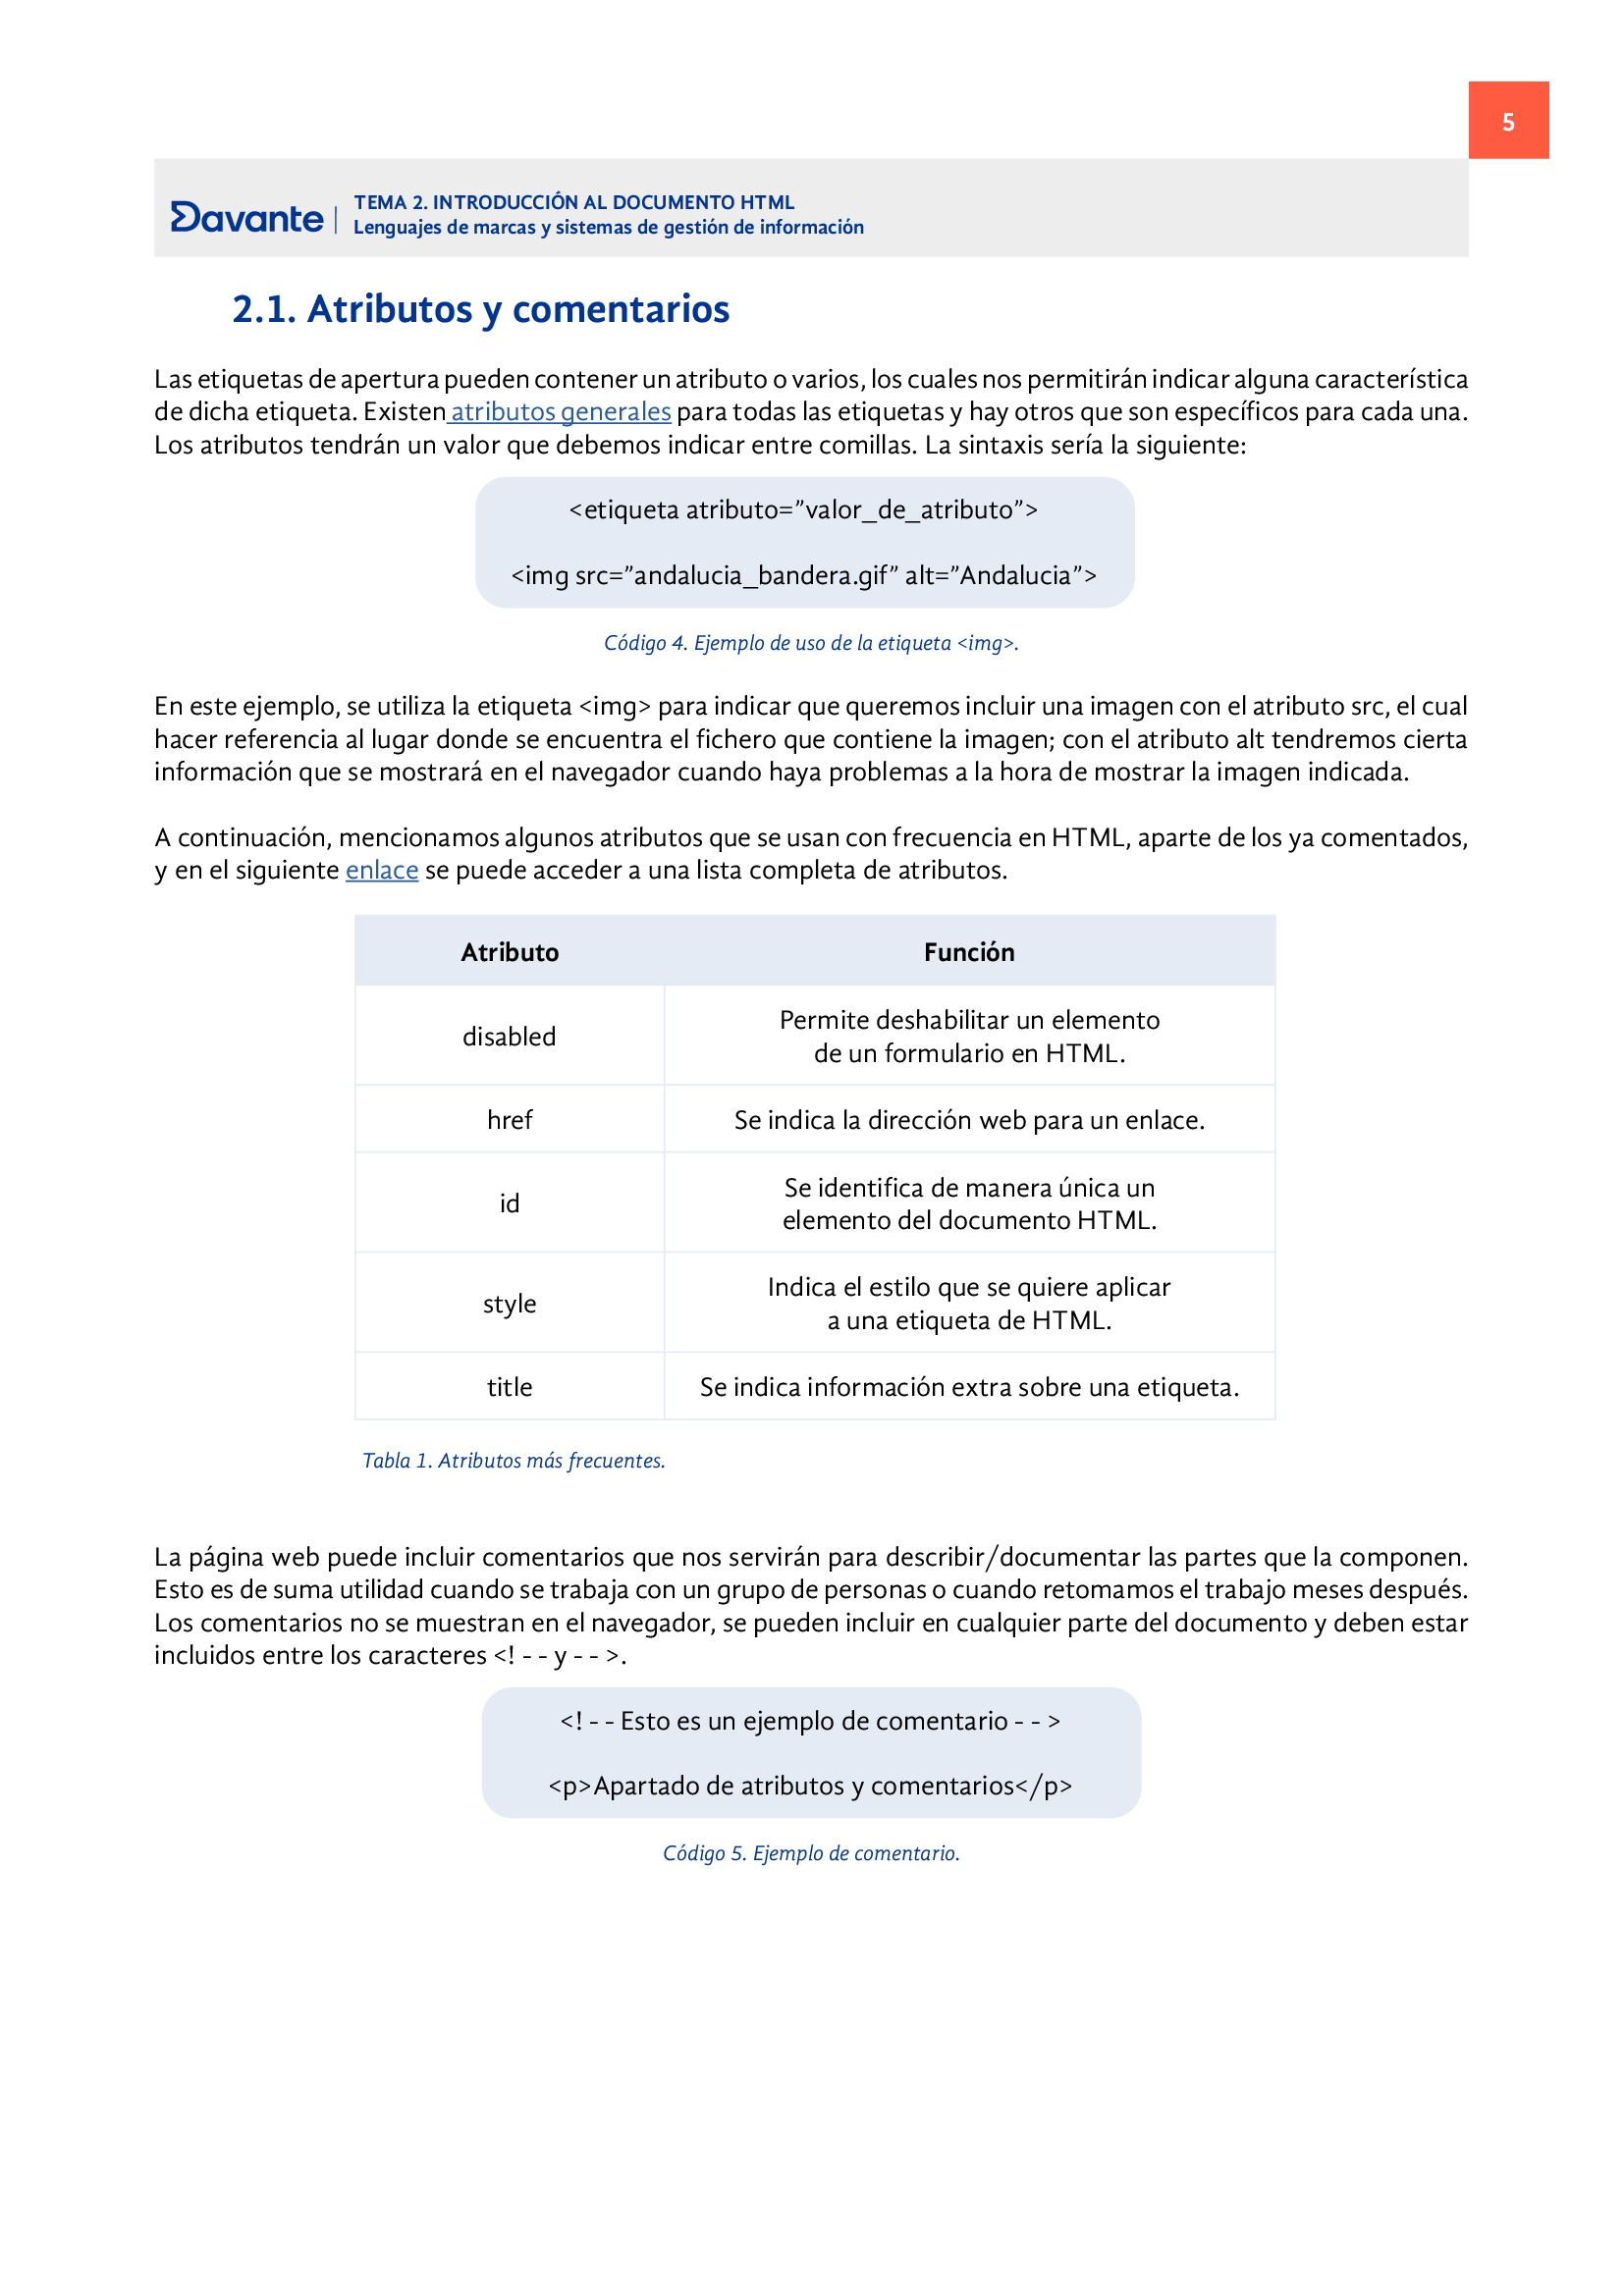 5
Davante
TEMA 2. INTRODUCCIÓN AL DOCUMENTO HTML
Lenguajes de marcas y sistemas de gestión de información
2.1. Atributos y comentarios
Las etiquetas de apertura pueden contener un atributo o varios, los cuales nos permitirán indicar alguna característica
de dicha etiqueta. Existen atributos generales para todas las etiquetas y hay otros que son específicos para cada una.
Los atributos tendrán un valor que debemos indicar entre comillas. La sintaxis sería la siguiente:
<etiqueta atributo=”valor_de_atributo”>
<img src=”andalucia_bandera.gif” alt=”Andalucia”>
Código 4. Ejemplo de uso de la etiqueta <img>.
En este ejemplo, se utiliza la etiqueta <img> para indicar que queremos incluir una imagen con el atributo src, el cual
hacer referencia al lugar donde se encuentra el fichero que contiene la imagen; con el atributo alt tendremos cierta
información que se mostrará en el navegador cuando haya problemas a la hora de mostrar la imagen indicada.
A continuación, mencionamos algunos atributos que se usan con frecuencia en HTML, aparte de los ya comentados,
y en el siguiente enlace se puede acceder a una lista completa de atributos.
Atributo Función
disabled Permite deshabilitar un elemento
de un formulario en HTML.
href Se indica la dirección web para un enlace.
id Se identifica de manera única un
elemento del documento HTML.
style Indica el estilo que se quiere aplicar
a una etiqueta de HTML.
title Se indica información extra sobre una etiqueta.
Tabla 1. Atributos más frecuentes.
La página web puede incluir comentarios que nos servirán para describir/documentar las partes que la componen.
Esto es de suma utilidad cuando se trabaja con un grupo de personas o cuando retomamos el trabajo meses después.
Los comentarios no se muestran en el navegador, se pueden incluir en cualquier parte del documento y deben estar
incluidos entre los caracteres <! - - y - - >.
<! - - Esto es un ejemplo de comentario - - >
<p>Apartado de atributos y comentarios</p>
Código 5. Ejemplo de comentario.